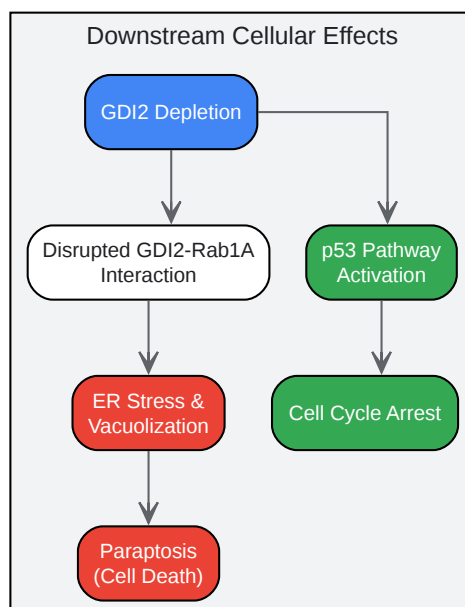 Downstream Cellular Effects
GDI2 Depletion
Disrupted GDI2-Rab1A
Interaction
p53 Pathway
Activation
ER Stress &
Vacuolization
Cell Cycle Arrest
Paraptosis
(Cell Death)